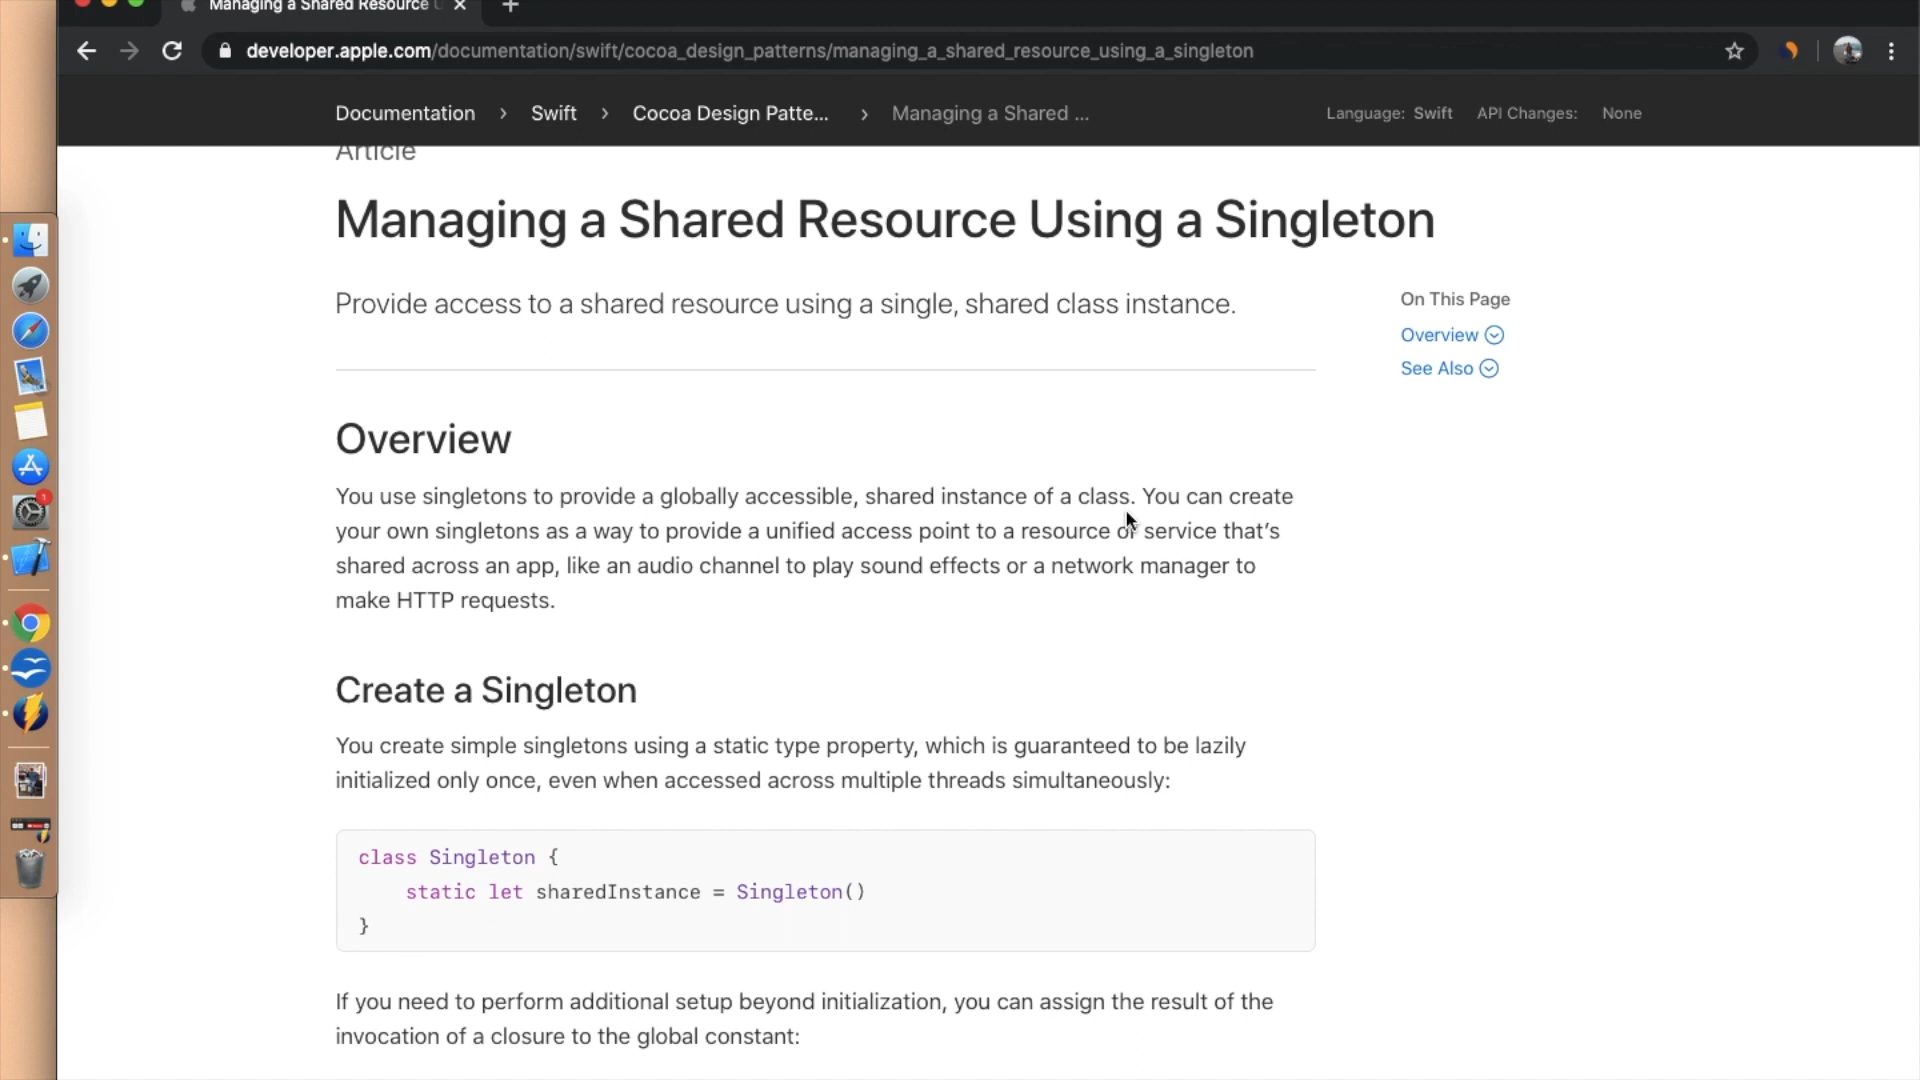 Managing a Shared Resource U
developer.apple.com/documentation/swift/cocoa_design_patterns/managing_a_shared_resource_using_a_singleton
Documentation > Swift > Cocoa Design Patte... > Managing a Shared ...
Language: Swift API Changes: None
Article
Managing a Shared Resource Using a Singleton
Provide access to a shared resource using a single, shared class instance.
On This Page
Overview
See Also
Overview
You use singletons to provide a globally accessible, shared instance of a class. You can create
your own singletons as a way to provide a unified access point to a resource or service that’s
shared across an app, like an audio channel to play sound effects or a network manager to
make HTTP requests.
Create a Singleton
You create simple singletons using a static type property, which is guaranteed to be lazily
initialized only once, even when accessed across multiple threads simultaneously:
class Singleton {
    static let sharedInstance = Singleton()
}
If you need to perform additional setup beyond initialization, you can assign the result of the
invocation of a closure to the global constant:
1